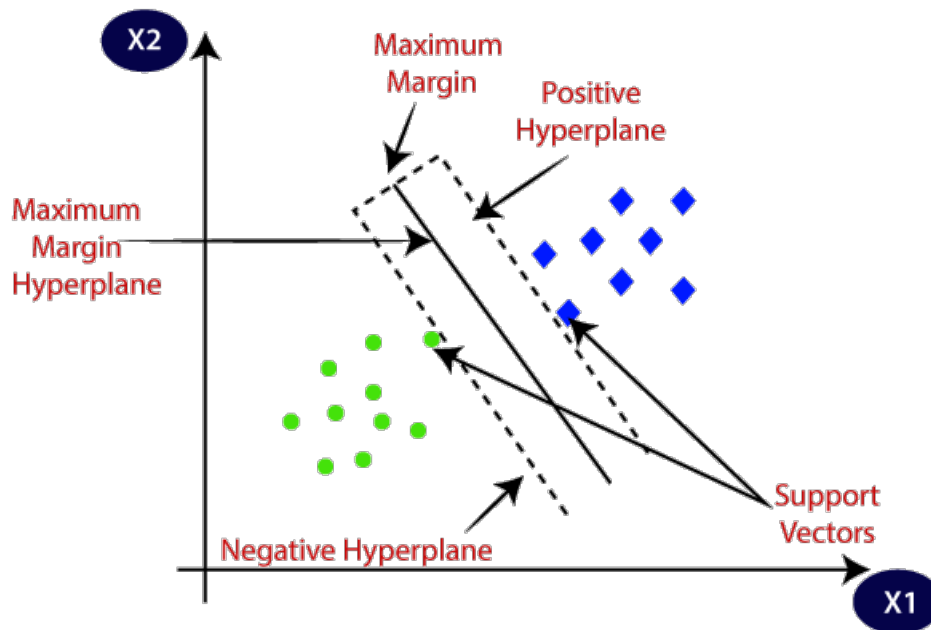 X2
Maximum
Margin
Positive
Hyperplane
Maximum
Margin
Hyperplane
Support
Vectors
Negative Hyperplane
X1